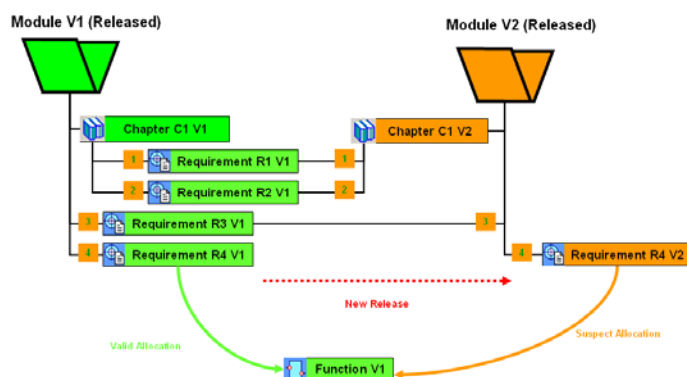 Module V1 (Released)
Module V2 (Released)
Chapter C1 V1
Chapter C1 V2
1
Requirement R1 V1
1
2
Requirement R2 V1
2
3
Requirement R3 V1
3
4
Requirement R4 V1
4
Requirement R4 V2
New Release
Valid Allocation
Suspect Allocation
Function V1